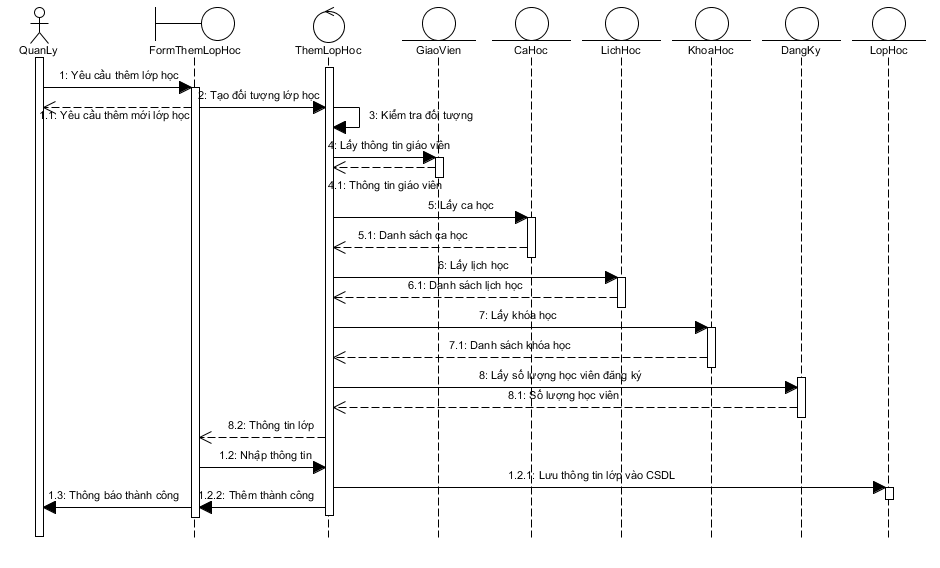 QuanLy
FormThemLopHoc
ThemLopHoc
GiaoVien
CaHoc
LichHoc
KhoaHoc
DangKy
LopHoc
1: Yêu cầu thêm lớp học
2: Tạo đối tượng lớp học
1.1: Yêu cầu thêm mới lớp học
3: Kiểm tra đối tượng
4: Lấy thông tin giáo viên
4.1: Thông tin giáo viên
5: Lấy ca học
5.1: Danh sách ca học
6: Lấy lịch học
6.1: Danh sách lịch học
7: Lấy khóa học
7.1: Danh sách khóa học
8: Lấy số lượng học viên đăng ký
8.1: Số lượng học viên
8.2: Thông tin lớp
1.2: Nhập thông tin
1.2.1: Lưu thông tin lớp vào CSDL
1.3: Thông báo thành công
1.2.2: Thêm thành công